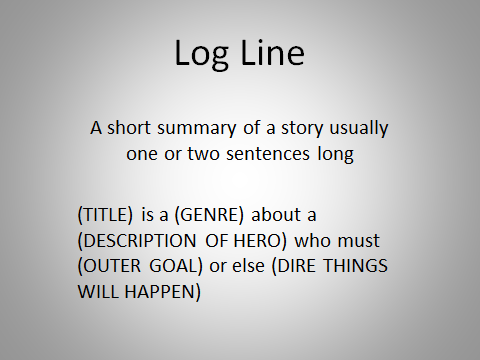 Log Line
A short summary of a story usually
one or two sentences long
(TITLE) is a (GENRE) about a
(DESCRIPTION OF HERO) who must
(OUTER GOAL) or else (DIRE THINGS
WILL HAPPEN)